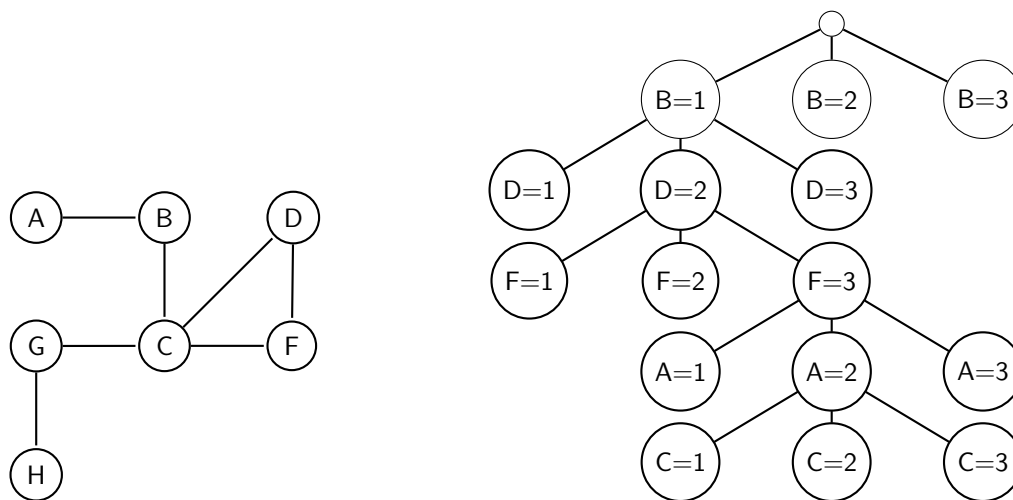 A
B
D
G
C
F
H
B=1
B=2
B=3
D=1
D=2
D=3
F=1
F=2
F=3
A=1
A=2
A=3
C=1
C=2
C=3